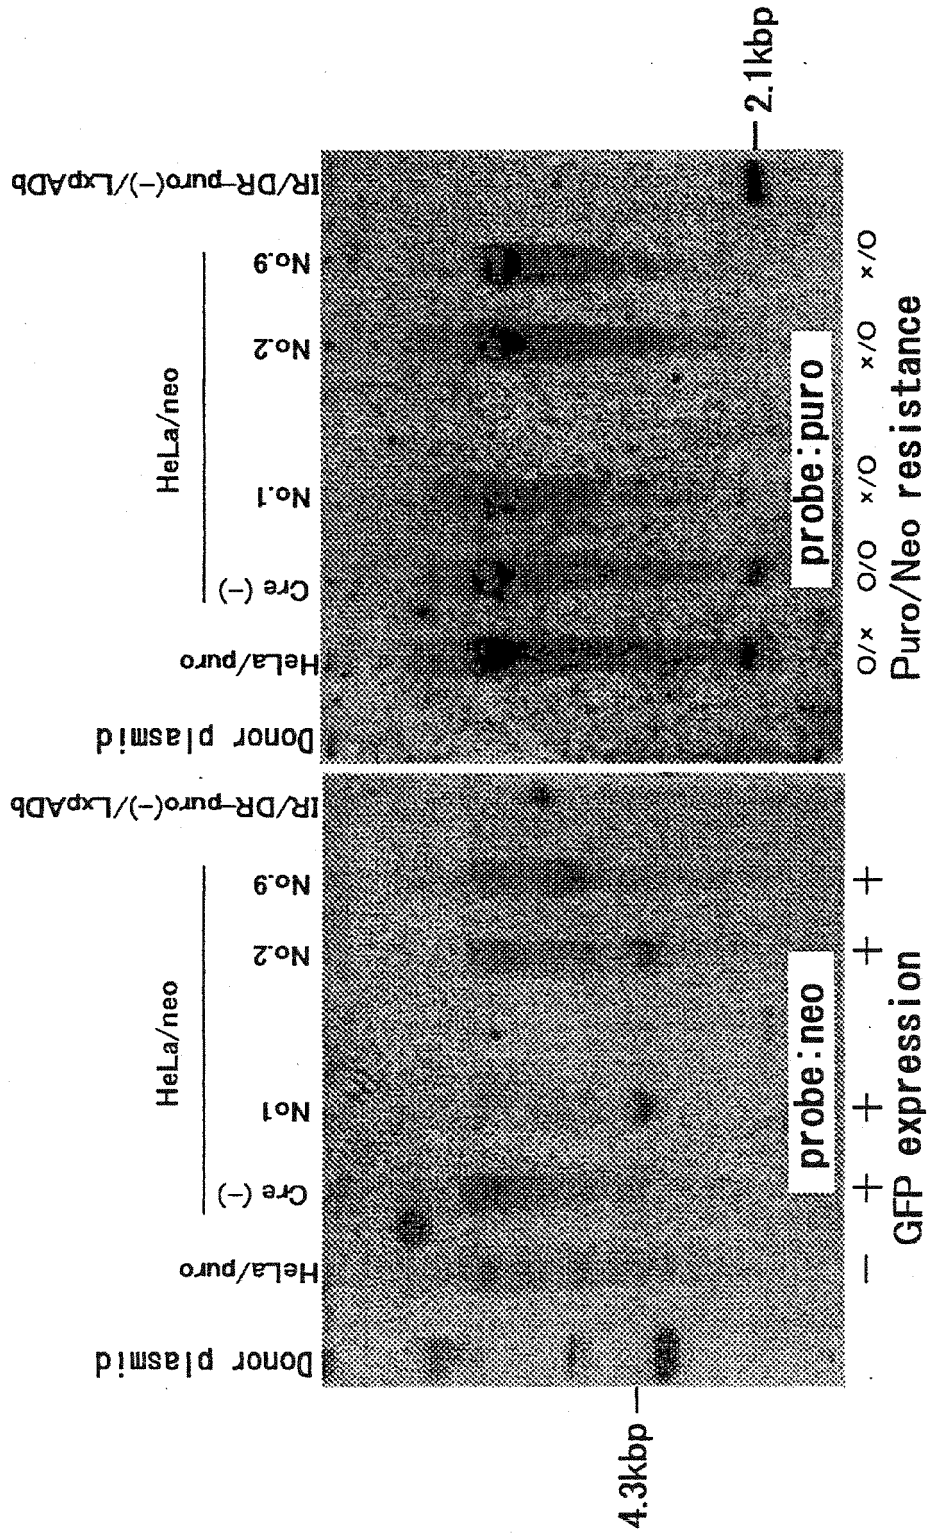 Donor plasmid
HeLa/puro
Cre (-)
No1
No.2
No.9
HeLa/neo
IR/DR-puro(-)/LxpADb
4.3kbp
probe:neo
- + + + +
GFP expression
Donor plasmid
HeLa/puro
Cre (-)
No.1
No.2
No.9
HeLa/neo
IR/DR-puro(-)/LxpADb
2.1kbp
probe:puro
O/x O/O x/O x/O x/O
Puro/Neo resistance